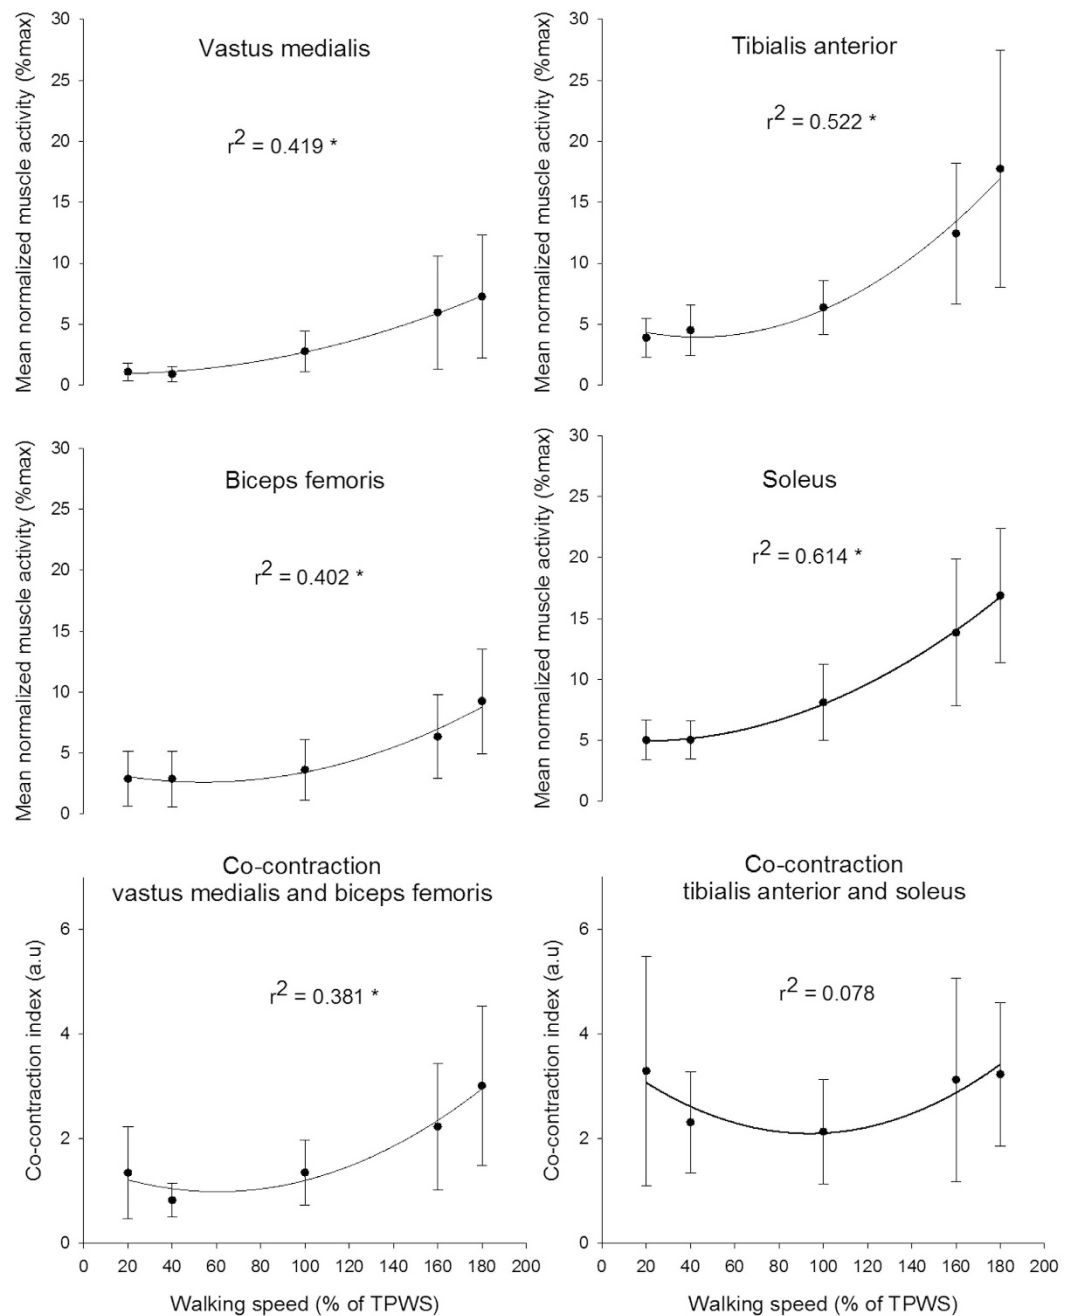 Mean normalized muscle activity (%max)
30
25
20
15
10
5
0
Vastus medialis
r² = 0.419 *
Mean normalized muscle activity (%max)
30
25
20
15
10
5
0
Tibialis anterior
r² = 0.522 *
Mean normalized muscle activity (%max)
30
25
20
15
10
5
0
Biceps femoris
r² = 0.402 *
Mean normalized muscle activity (%max)
30
25
20
15
10
5
0
Soleus
r² = 0.614 *
Co-contraction
vastus medialis and biceps femoris
Co-contraction index (a.u)
6
4
2
0
r² = 0.381 *
0 20 40 60 80 100 120 140 160 180 200
Walking speed (% of TPWS)
Co-contraction
tibialis anterior and soleus
Co-contraction index (a.u)
6
4
2
0
r² = 0.078
0 20 40 60 80 100 120 140 160 180 200
Walking speed (% of TPWS)